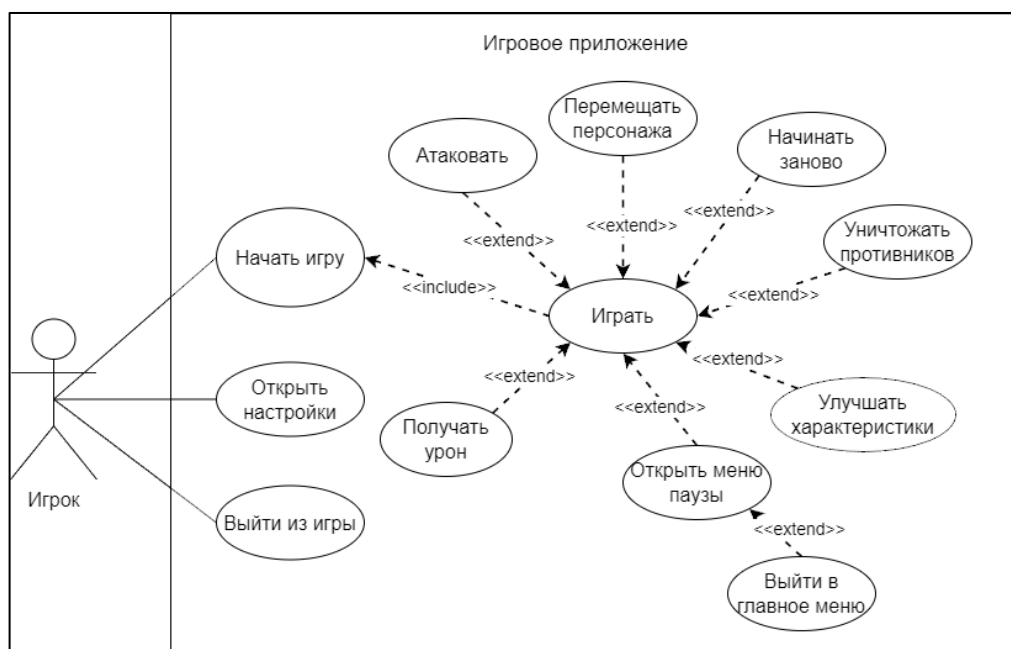 Игровое приложение
Перемещать
персонажа
Атаковать
Начинать
заново
<<extend>>
<<extend>>
<<extend>>
Уничтожать
противников
Начать игру
<<include>>
<<extend>>
Играть
<<extend>>
<<extend>>
<<extend>>
Открыть
настройки
Улучшать
характеристики
Получать
урон
Открыть меню
паузы
Игрок
Выйти из игры
<<extend>>
Выйти в
главное меню